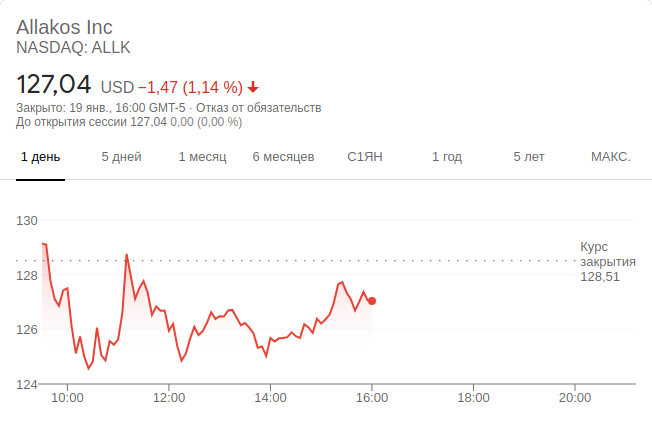 Allakos Inc
NASDAQ: ALLK
127,04 USD −1,47 (1,14 %)
Закрыто: 19 янв., 16:00 GMT-5 · Отказ от обязательств
До открытия сессии 127,04 0,00 (0,00 %)
1 день 5 дней 1 месяц 6 месяцев С1ЯН 1 год 5 лет МАКС.
130
Курс
закрытия
128,51
128
126
124
10:00 12:00 14:00 16:00 18:00 20:00